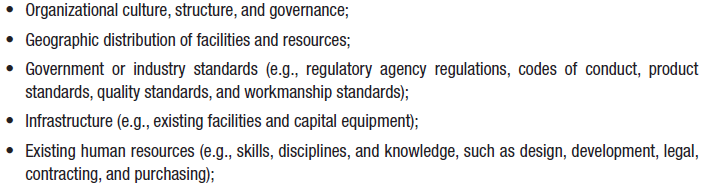 • Organizational culture, structure, and governance;
• Geographic distribution of facilities and resources;
• Government or industry standards (e.g., regulatory agency regulations, codes of conduct, product
standards, quality standards, and workmanship standards);
• Infrastructure (e.g., existing facilities and capital equipment);
• Existing human resources (e.g., skills, disciplines, and knowledge, such as design, development, legal,
contracting, and purchasing);